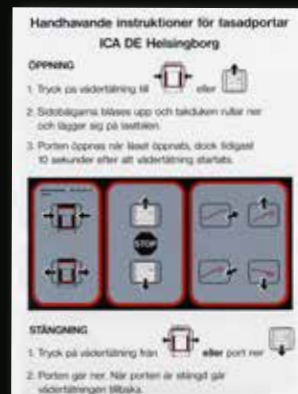 Handhavande instruktioner för fasadportar
ICA DE Helsingborg
ÖPPNING
1. Tryck på vädertätning till eller
2. Sidobälgarna blåses upp och takduken rullar ner
och lägger sig på lastbilen.
3. Porten öppnas när låset öppnats, dock tidigast
10 sekunder efter att vädertätning startats.
STOP
STÄNGNING
1. Tryck på vädertätning från eller port ner
2. Porten går ner. När porten är stängd går
vädertätningen tillbaka.